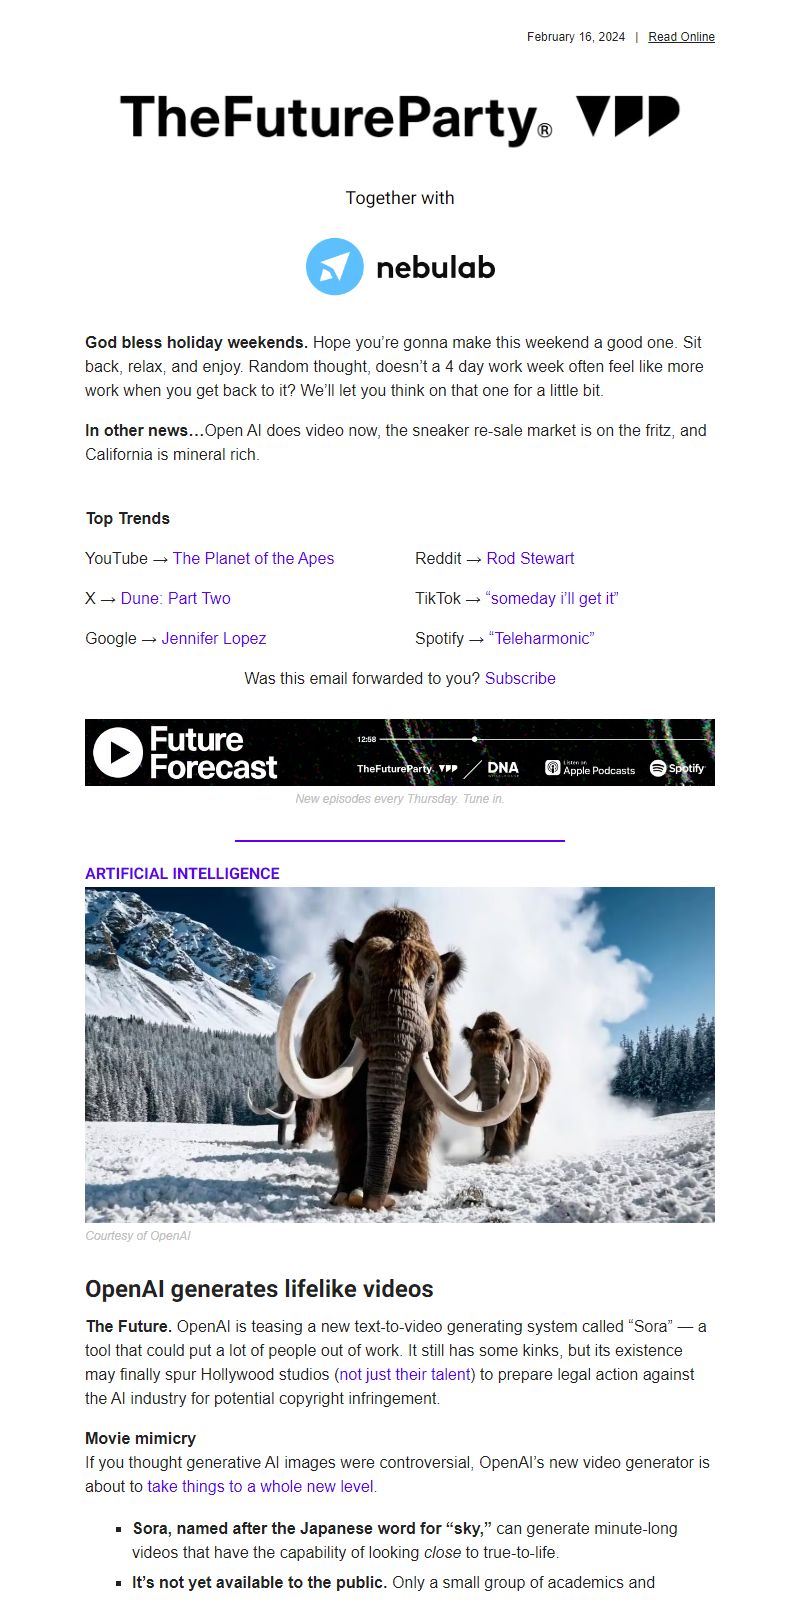 February 16, 2024 | Read Online
TheFutureParty®
Together with
nebulab
God bless holiday weekends. Hope you’re gonna make this weekend a good one. Sit
back, relax, and enjoy. Random thought, doesn’t a 4 day work week often feel like more
work when you get back to it? We’ll let you think on that one for a little bit.
In other news…Open AI does video now, the sneaker re-sale market is on the fritz, and
California is mineral rich.
Top Trends
YouTube → The Planet of the Apes
Reddit → Rod Stewart
X → Dune: Part Two
TikTok → “someday i’ll get it”
Google → Jennifer Lopez
Spotify → “Teleharmonic”
Was this email forwarded to you? Subscribe
Future
Forecast
12:58
TheFutureParty.
DNA
Listen on
Apple Podcasts
Spotify
New episodes every Thursday. Tune in.
ARTIFICIAL INTELLIGENCE
Courtesy of OpenAI
OpenAI generates lifelike videos
The Future. OpenAI is teasing a new text-to-video generating system called “Sora” — a
tool that could put a lot of people out of work. It still has some kinks, but its existence
may finally spur Hollywood studios (not just their talent) to prepare legal action against
the AI industry for potential copyright infringement.
Movie mimicry
If you thought generative AI images were controversial, OpenAI’s new video generator is
about to take things to a whole new level.
▪ Sora, named after the Japanese word for “sky,” can generate minute-long
videos that have the capability of looking close to true-to-life.
▪ It’s not yet available to the public. Only a small group of academics and